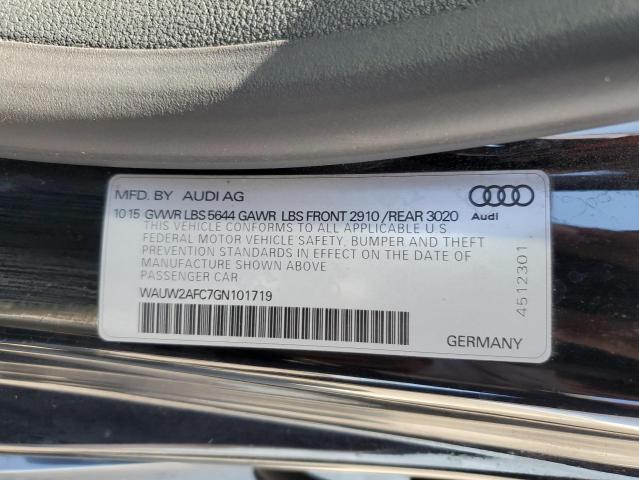 MFD. BY AUDI AG
10 15 GVWR LBS 5644 GAWR LBS FRONT 2910 / REAR 3020
Audi
THIS VEHICLE CONFORMS TO ALL APPLICABLE U S
FEDERAL MOTOR VEHICLE SAFETY, BUMPER AND THEFT
PREVENTION STANDARDS IN EFFECT ON THE DATE OF
MANUFACTURE SHOWN ABOVE
PASSENGER CAR
WAUW2AFC7GN101719
4512301
GERMANY